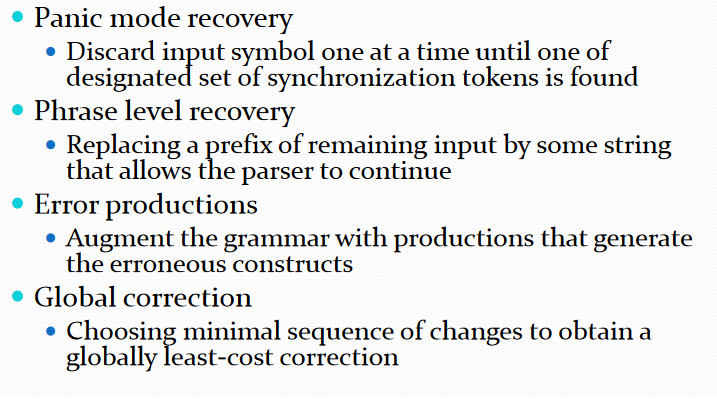 Panic mode recovery
Discard input symbol one at a time until one of
designated set of synchronization tokens is found
Phrase level recovery
Replacing a prefix of remaining input by some string
that allows the parser to continue
Error productions
Augment the grammar with productions that generate
the erroneous constructs
Global correction
Choosing minimal sequence of changes to obtain a
globally least-cost correction